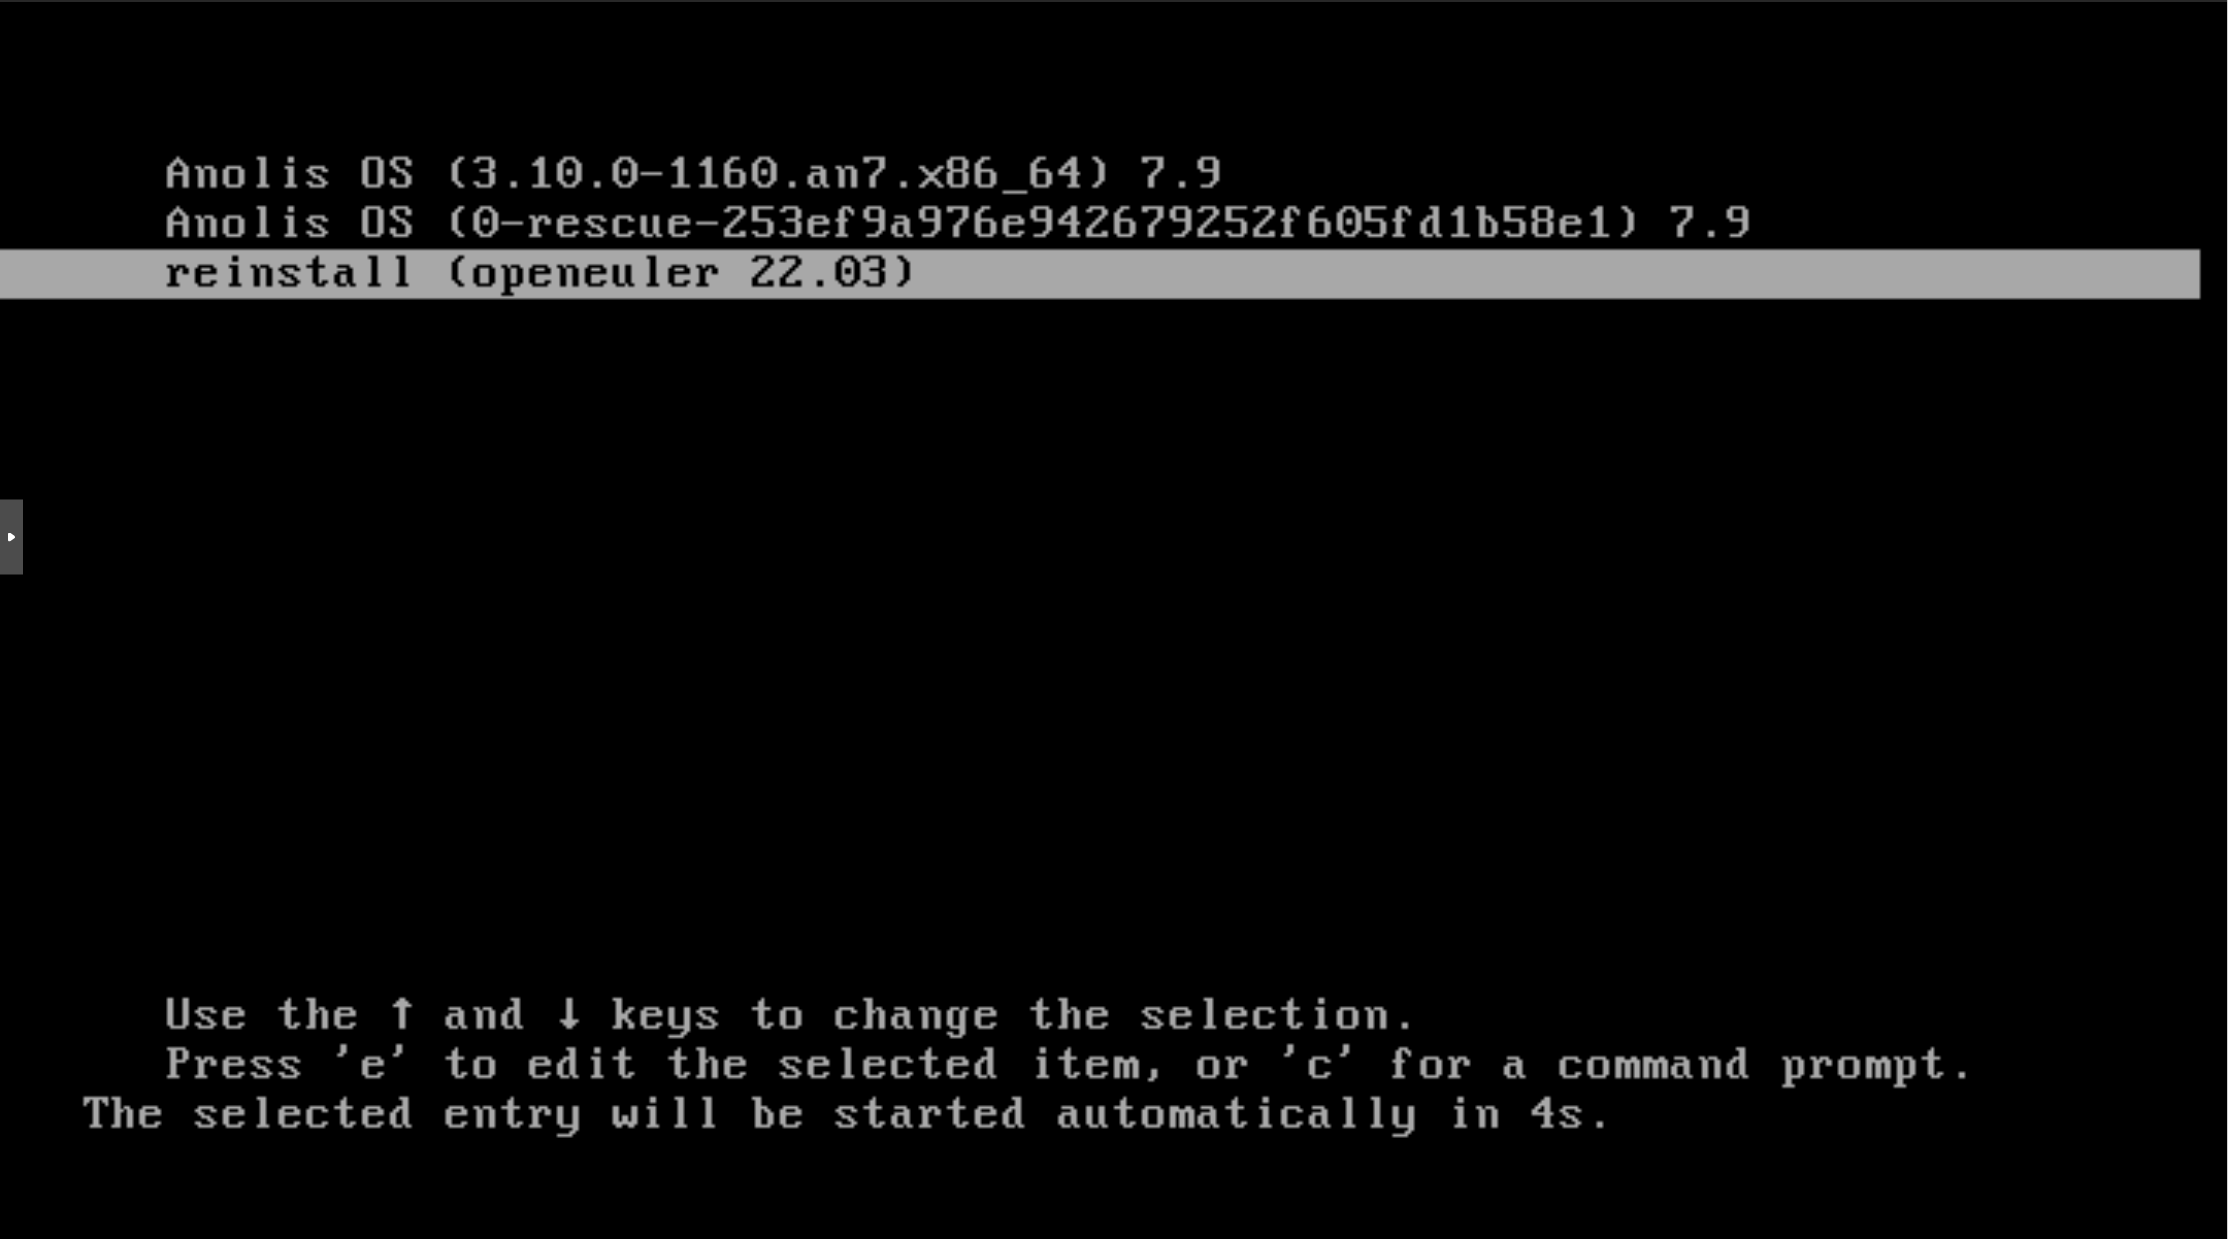 Anolis OS (3.10.0-1160.an7.x86_64) 7.9
Anolis OS (0-rescue-253ef9a976e942679252f605fd1b58e1) 7.9
reinstall (openeuler 22.03)
Use the ↑ and ↓ keys to change the selection.
Press 'e' to edit the selected item, or 'c' for a command prompt.
The selected entry will be started automatically in 4s.